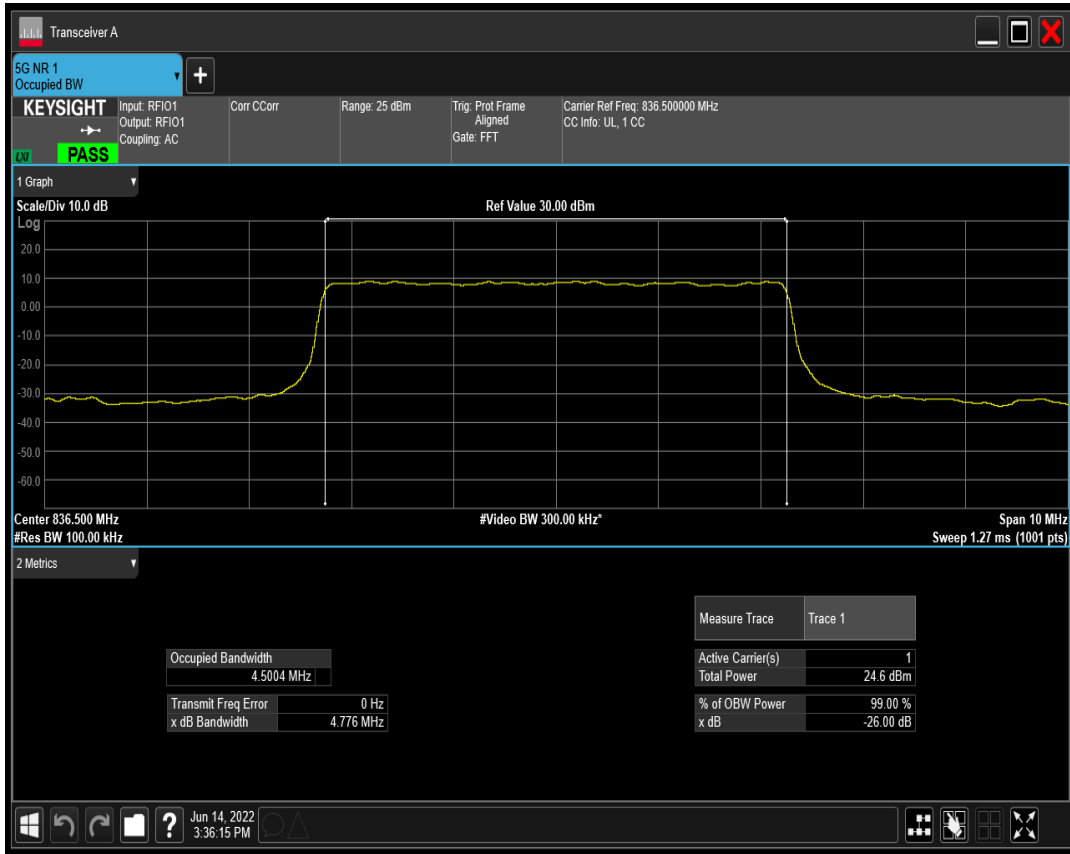 Transceiver A
5G NR 1
Occupied BW
+
KEYSIGHT
LXI
PASS
Input: RFIO1
Output: RFIO1
Coupling: AC
Corr CCorr
Range: 25 dBm
Trig: Prot Frame
Aligned
Gate: FFT
Carrier Ref Freq: 836.500000 MHz
CC Info: UL, 1 CC
1 Graph
Scale/Div 10.0 dB
Ref Value 30.00 dBm
Log
20.0
10.0
0.00
-10.0
-20.0
-30.0
-40.0
-50.0
-60.0
Center 836.500 MHz
#Video BW 300.00 kHz*
Span 10 MHz
#Res BW 100.00 kHz
Sweep 1.27 ms (1001 pts)
2 Metrics
Measure Trace Trace 1
Occupied Bandwidth
4.5004 MHz
Active Carrier(s) 1
Total Power 24.6 dBm
Transmit Freq Error 0 Hz
x dB Bandwidth 4.776 MHz
% of OBW Power 99.00 %
x dB -26.00 dB
?
Jun 14, 2022
3:36:15 PM